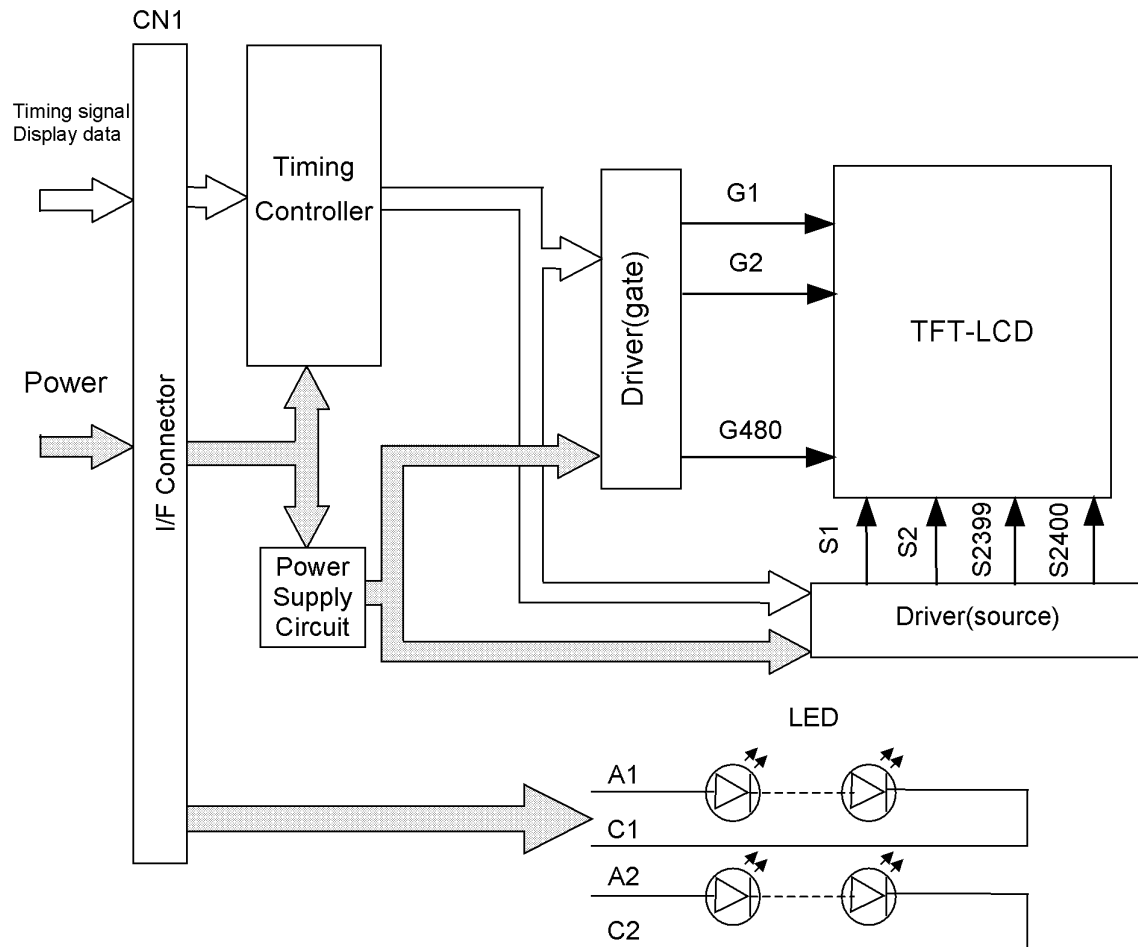 CN1
Timing signal
Display data
Timing
Controller
Power
I/F Connector
Driver(gate)
G1
G2
G480
TFT-LCD
S1
S2
S2399
S2400
Power
Supply
Circuit
Driver(source)
LED
A1
C1
A2
C2